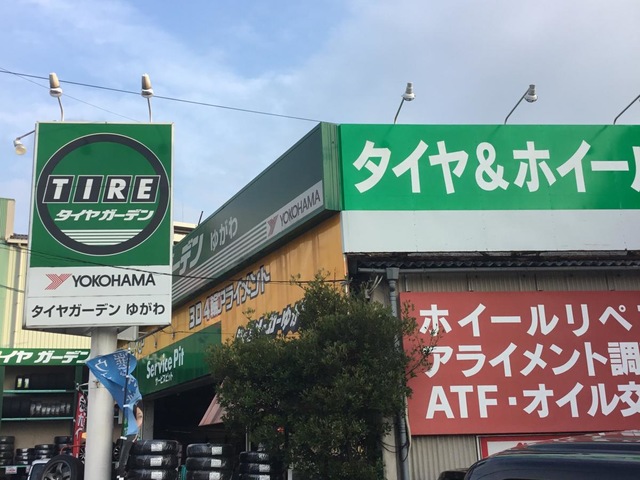 TIRE
タイヤガーデン
YOKOHAMA
タイヤガーデン ゆがわ
タイヤ&ホイール
デン ゆがわ
YOKOHAMA
3D 4輪アライメント
Service Pit
サービスピット
イヤ ガーデン
ホイールリペ
アライメント調
ATF・オイル交